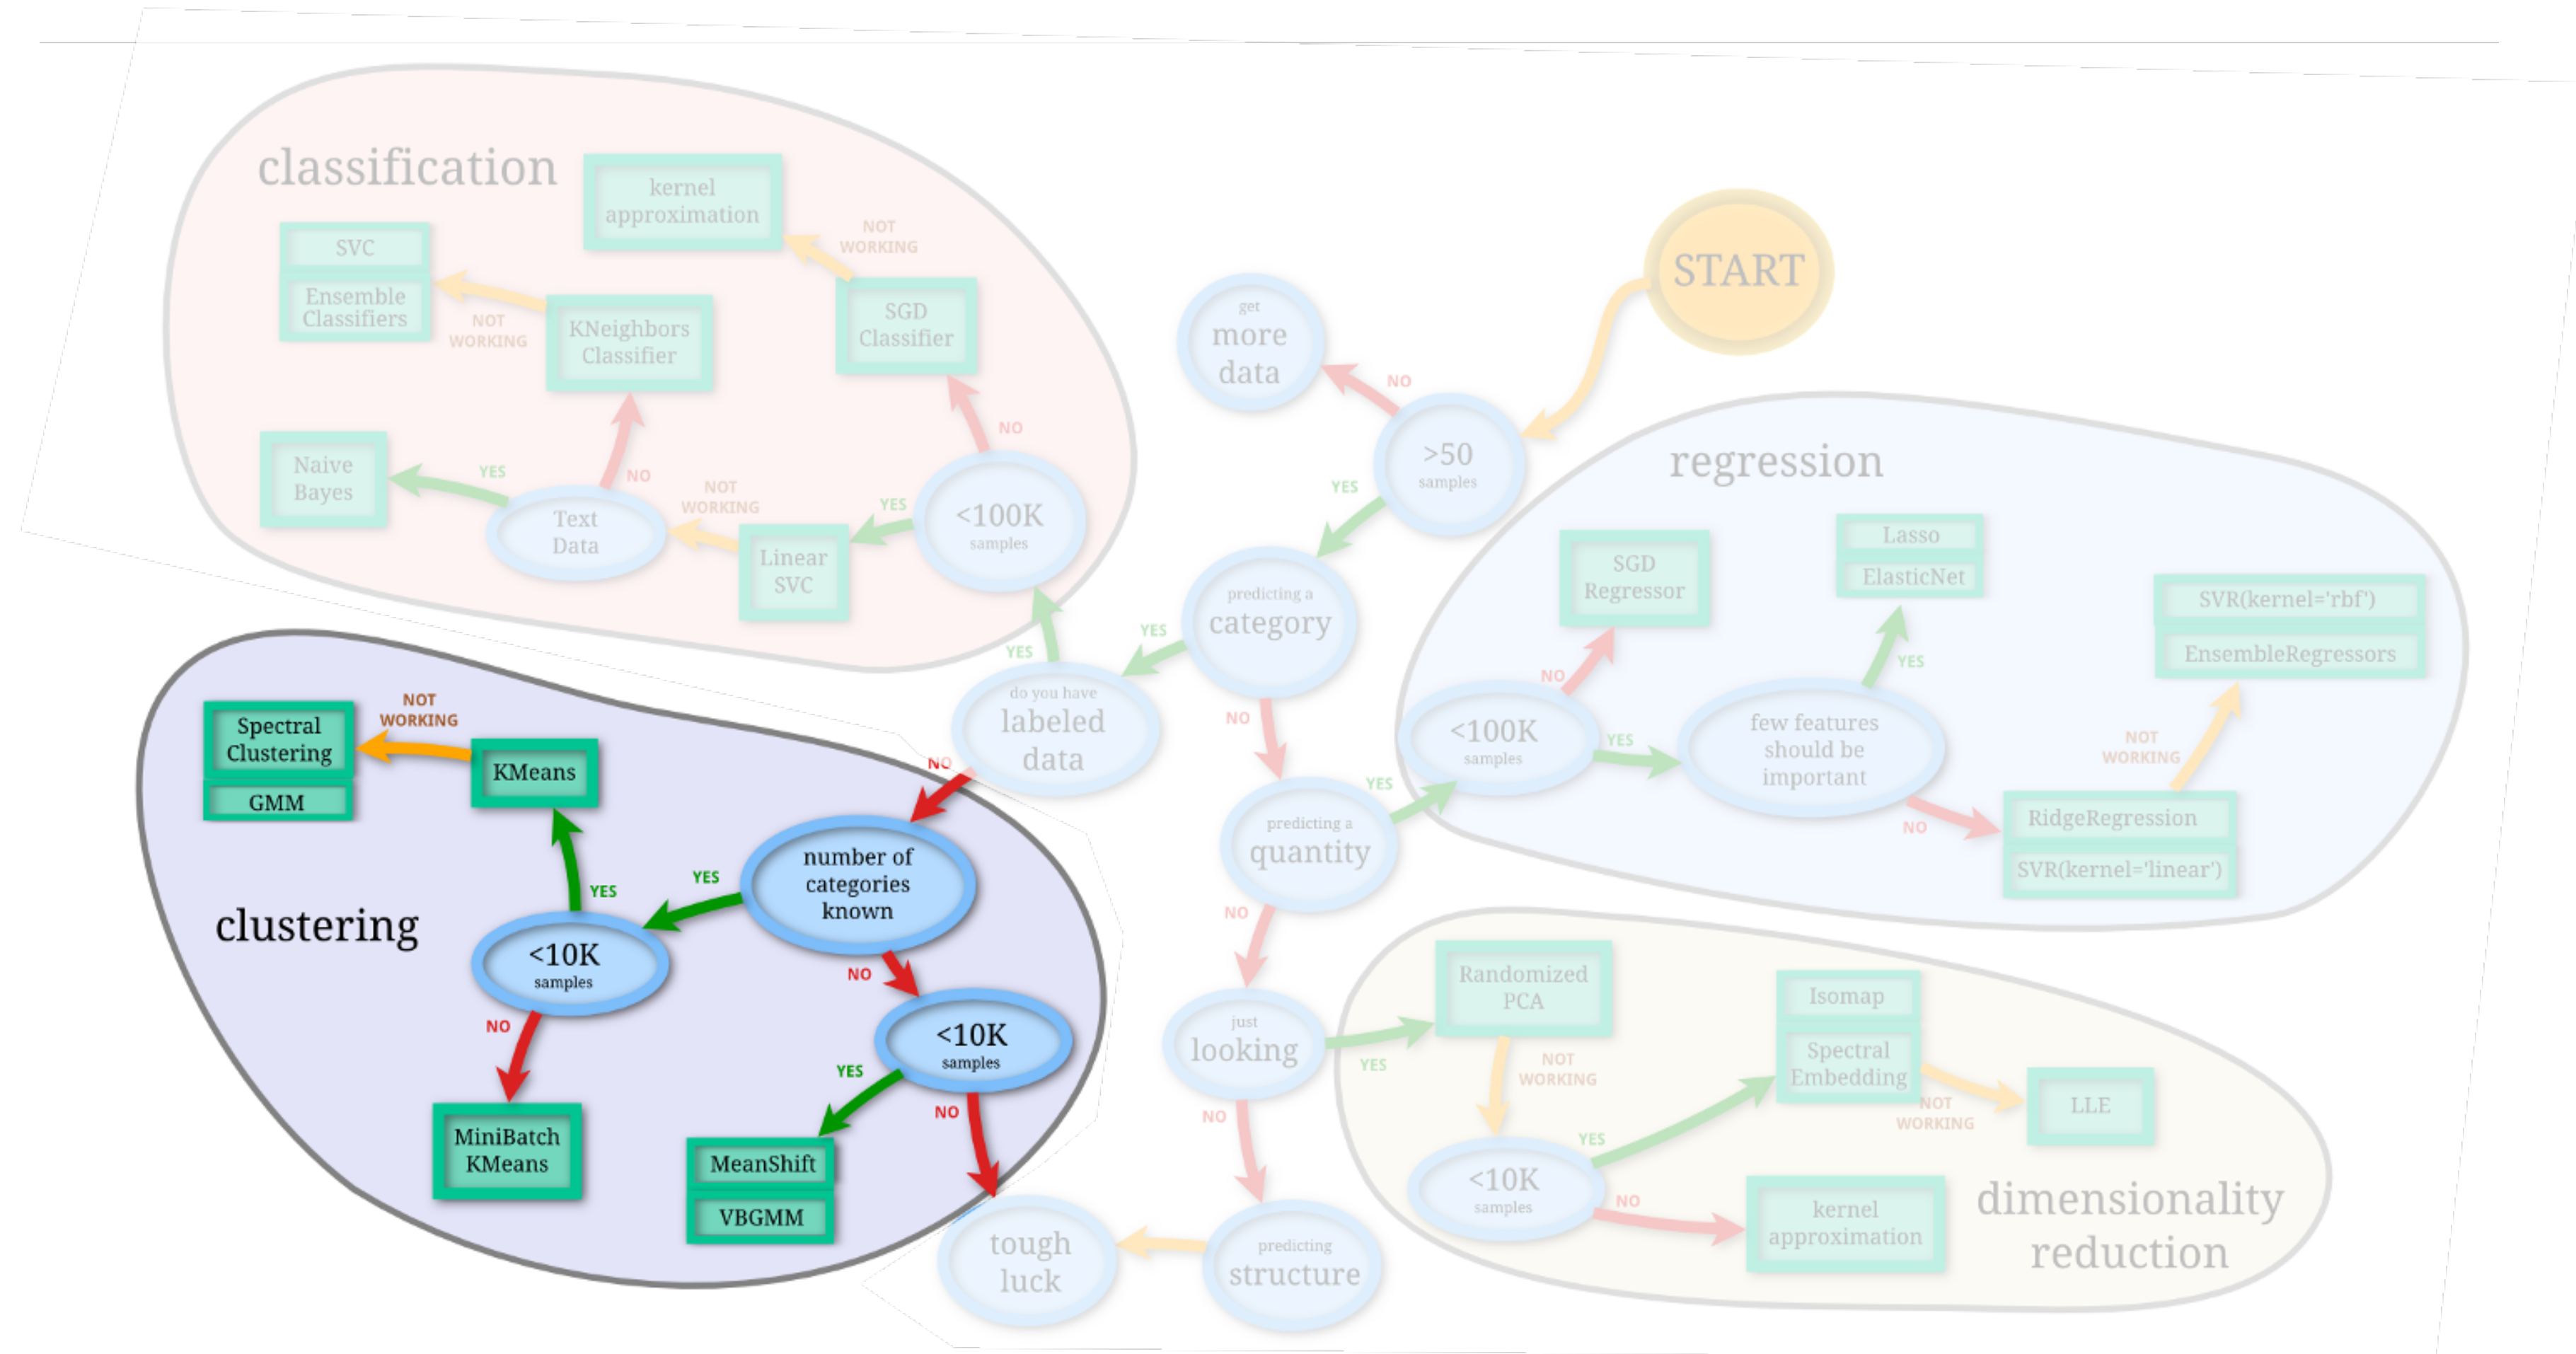 classification
kernel
approximation
NOT
WORKING
SVC
Ensemble
Classifiers
NOT
WORKING
KNeighbors
Classifier
SGD
Classifier
NO
Naive
Bayes
YES
NO
Text
Data
NOT
WORKING
Linear
SVC
YES
<100K
samples
YES
START
get
more
data
NO
>50
samples
YES
predicting a
category
YES
do you have
labeled
data
NO
NO
predicting a
quantity
YES
NO
just
looking
YES
NO
predicting
structure
tough
luck
regression
SGD
Regressor
NO
<100K
samples
YES
Lasso
ElasticNet
YES
few features
should be
important
NO
SVR(kernel='rbf')
EnsembleRegressors
NOT
WORKING
RidgeRegression
SVR(kernel='linear')
clustering
Spectral
Clustering
GMM
NOT
WORKING
KMeans
YES
<10K
samples
YES
number of
categories
known
NO
NO
MiniBatch
KMeans
<10K
samples
YES
NO
MeanShift
VBGMM
Randomized
PCA
NOT
WORKING
<10K
samples
YES
NO
Isomap
Spectral
Embedding
NOT
WORKING
LLE
kernel
approximation
dimensionality
reduction